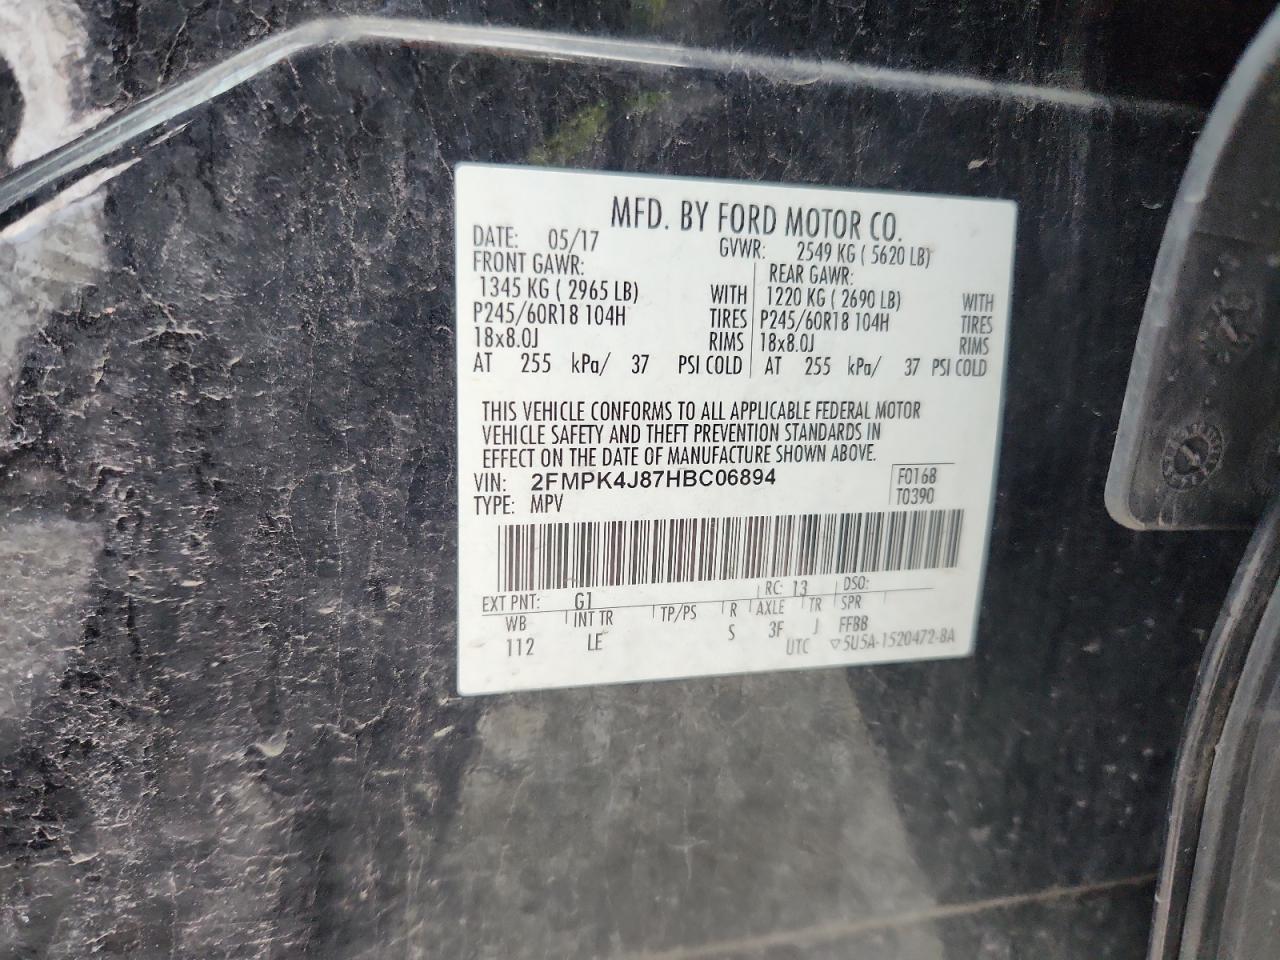 MFD. BY FORD MOTOR CO.
DATE: 05/17 GVWR: 2549 KG ( 5620 LB)
FRONT GAWR: REAR GAWR:
1345 KG ( 2965 LB) WITH 1220 KG ( 2690 LB) WITH
P245/60R18 104H TIRES P245/60R18 104H TIRES
18x8.0J RIMS 18x8.0J RIMS
AT 255 kPa/ 37 PSI COLD AT 255 kPa/ 37 PSI COLD
THIS VEHICLE CONFORMS TO ALL APPLICABLE FEDERAL MOTOR
VEHICLE SAFETY AND THEFT PREVENTION STANDARDS IN
EFFECT ON THE DATE OF MANUFACTURE SHOWN ABOVE.
VIN: 2FMPK4J87HBC06894 F0168
TYPE: MPV T0390
EXT PNT: G1 RC: 13 DSO:
WB INT TR TP/PS R AXLE TR SPR
112 LE S 3F J FFBB
UTC ▽5U5A-1520472-BA